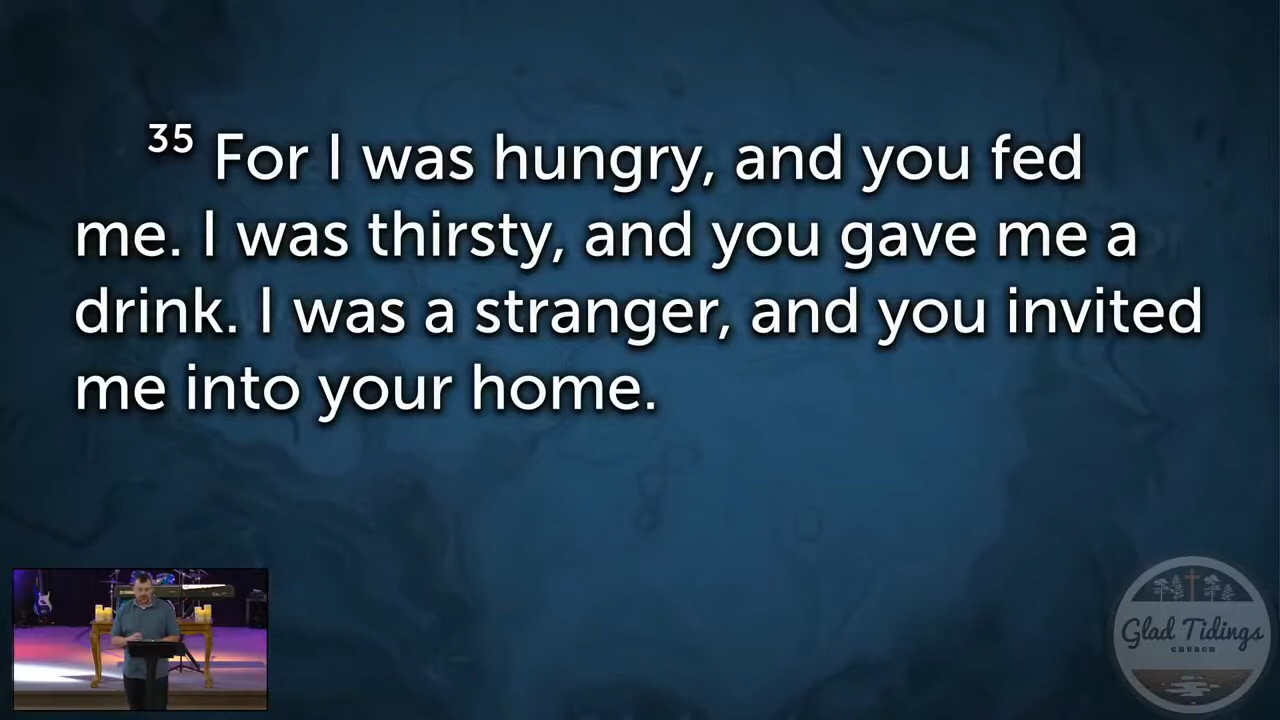 35 For I was hungry, and you fed
me. I was thirsty, and you gave me a
drink. I was a stranger, and you invited
me into your home.
Glad Tidings
CHURCH